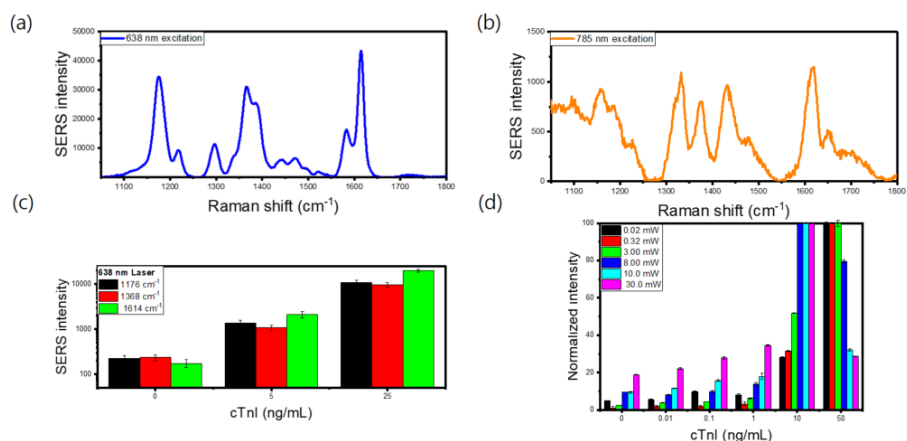 (a)
638 nm excitation
50000
40000
30000
20000
10000
0
SERS intensity
1100 1200 1300 1400 1500 1600 1700 1800
Raman shift (cm⁻¹)
(b)
785 nm excitation
1500
1000
500
0
SERS intensity
1100 1200 1300 1400 1500 1600 1700 1800
Raman shift (cm⁻¹)
(c)
638 nm Laser
1176 cm⁻¹
1368 cm⁻¹
1614 cm⁻¹
10000
1000
100
SERS intensity
0 5 25
cTnI (ng/mL)
(d)
0.02 mW
0.32 mW
3.00 mW
8.00 mW
10.0 mW
30.0 mW
100
80
60
40
20
0
Normalized intensity
0 0.01 0.1 1 10 50
cTnI (ng/mL)